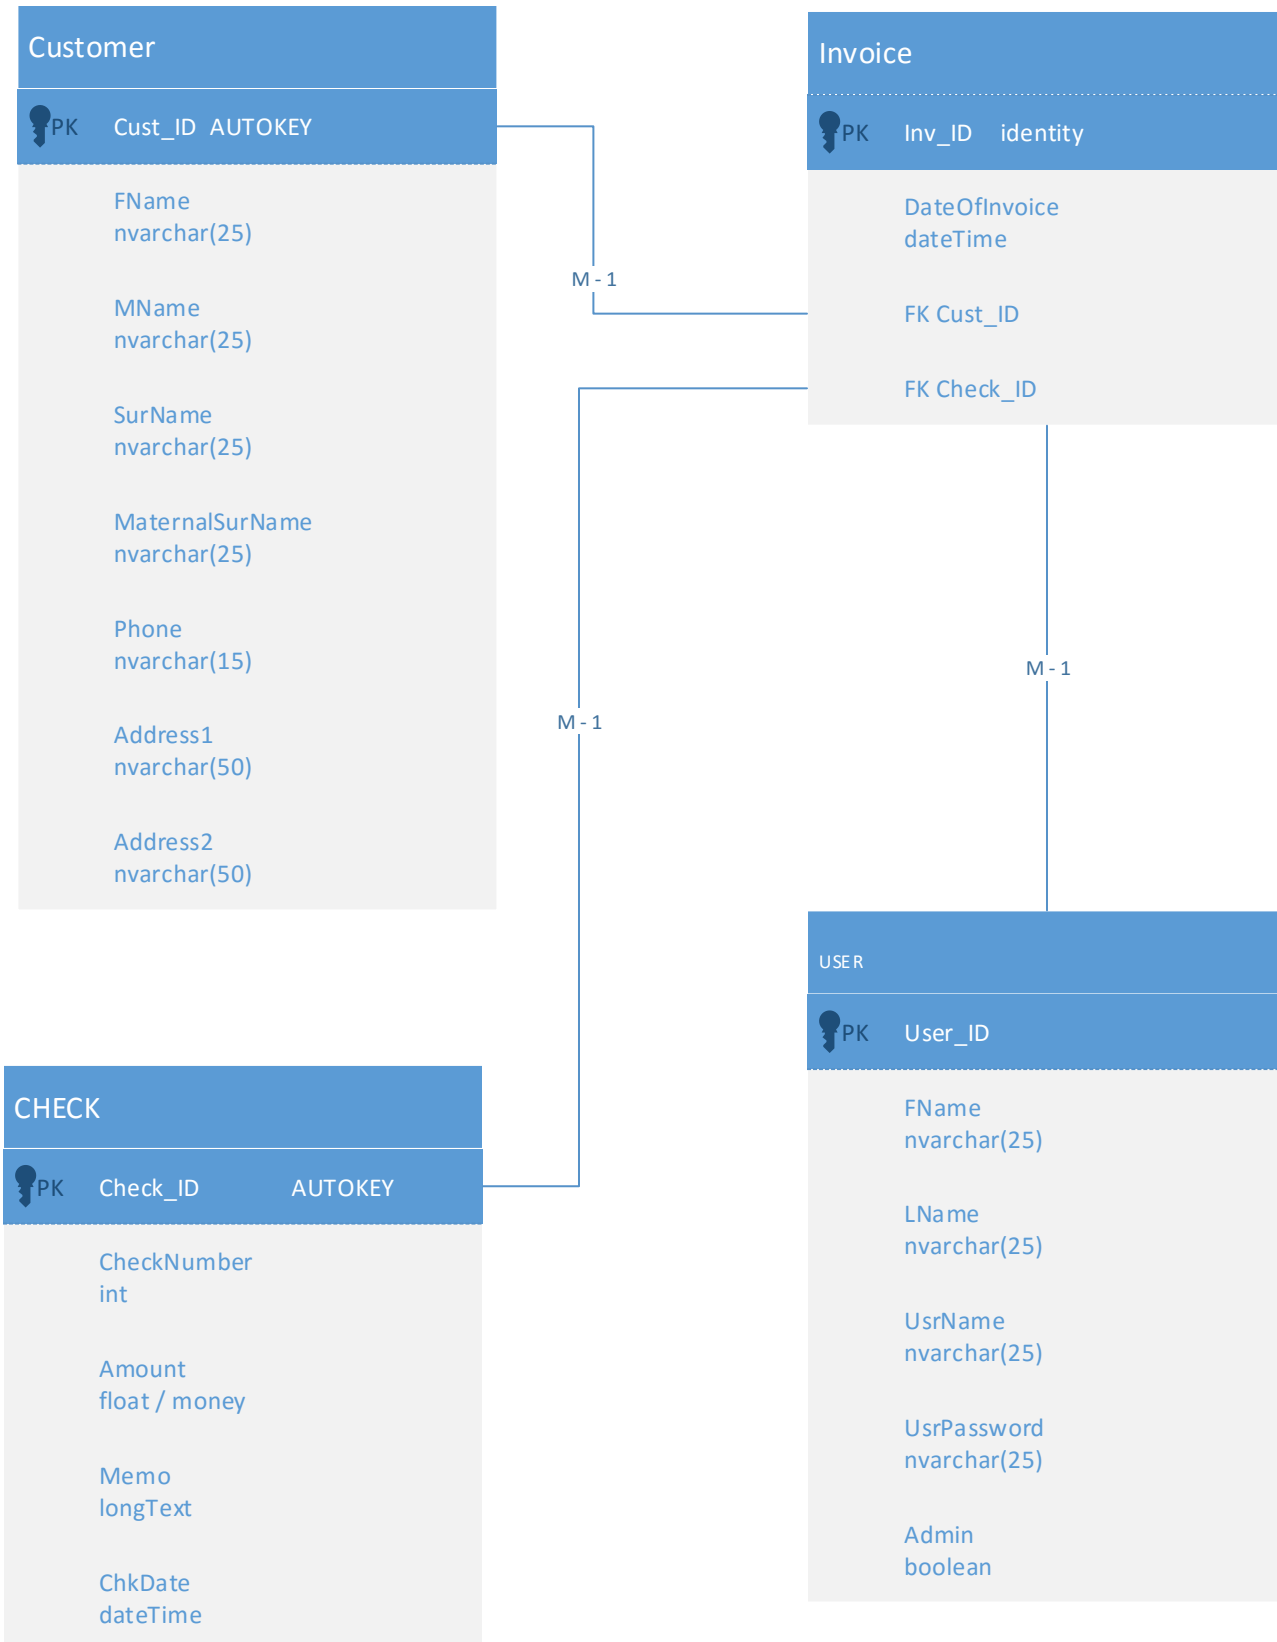 Customer
PK Cust_ID AUTOKEY
FName
nvarchar(25)
MName
nvarchar(25)
SurName
nvarchar(25)
MaternalSurName
nvarchar(25)
Phone
nvarchar(15)
Address1
nvarchar(50)
Address2
nvarchar(50)
Invoice
PK Inv_ID identity
DateOfInvoice
dateTime
FK Cust_ID
FK Check_ID
M - 1
M - 1
M - 1
CHECK
PK Check_ID AUTOKEY
CheckNumber
int
Amount
float / money
Memo
longText
ChkDate
dateTime
USER
PK User_ID
FName
nvarchar(25)
LName
nvarchar(25)
UsrName
nvarchar(25)
UsrPassword
nvarchar(25)
Admin
boolean